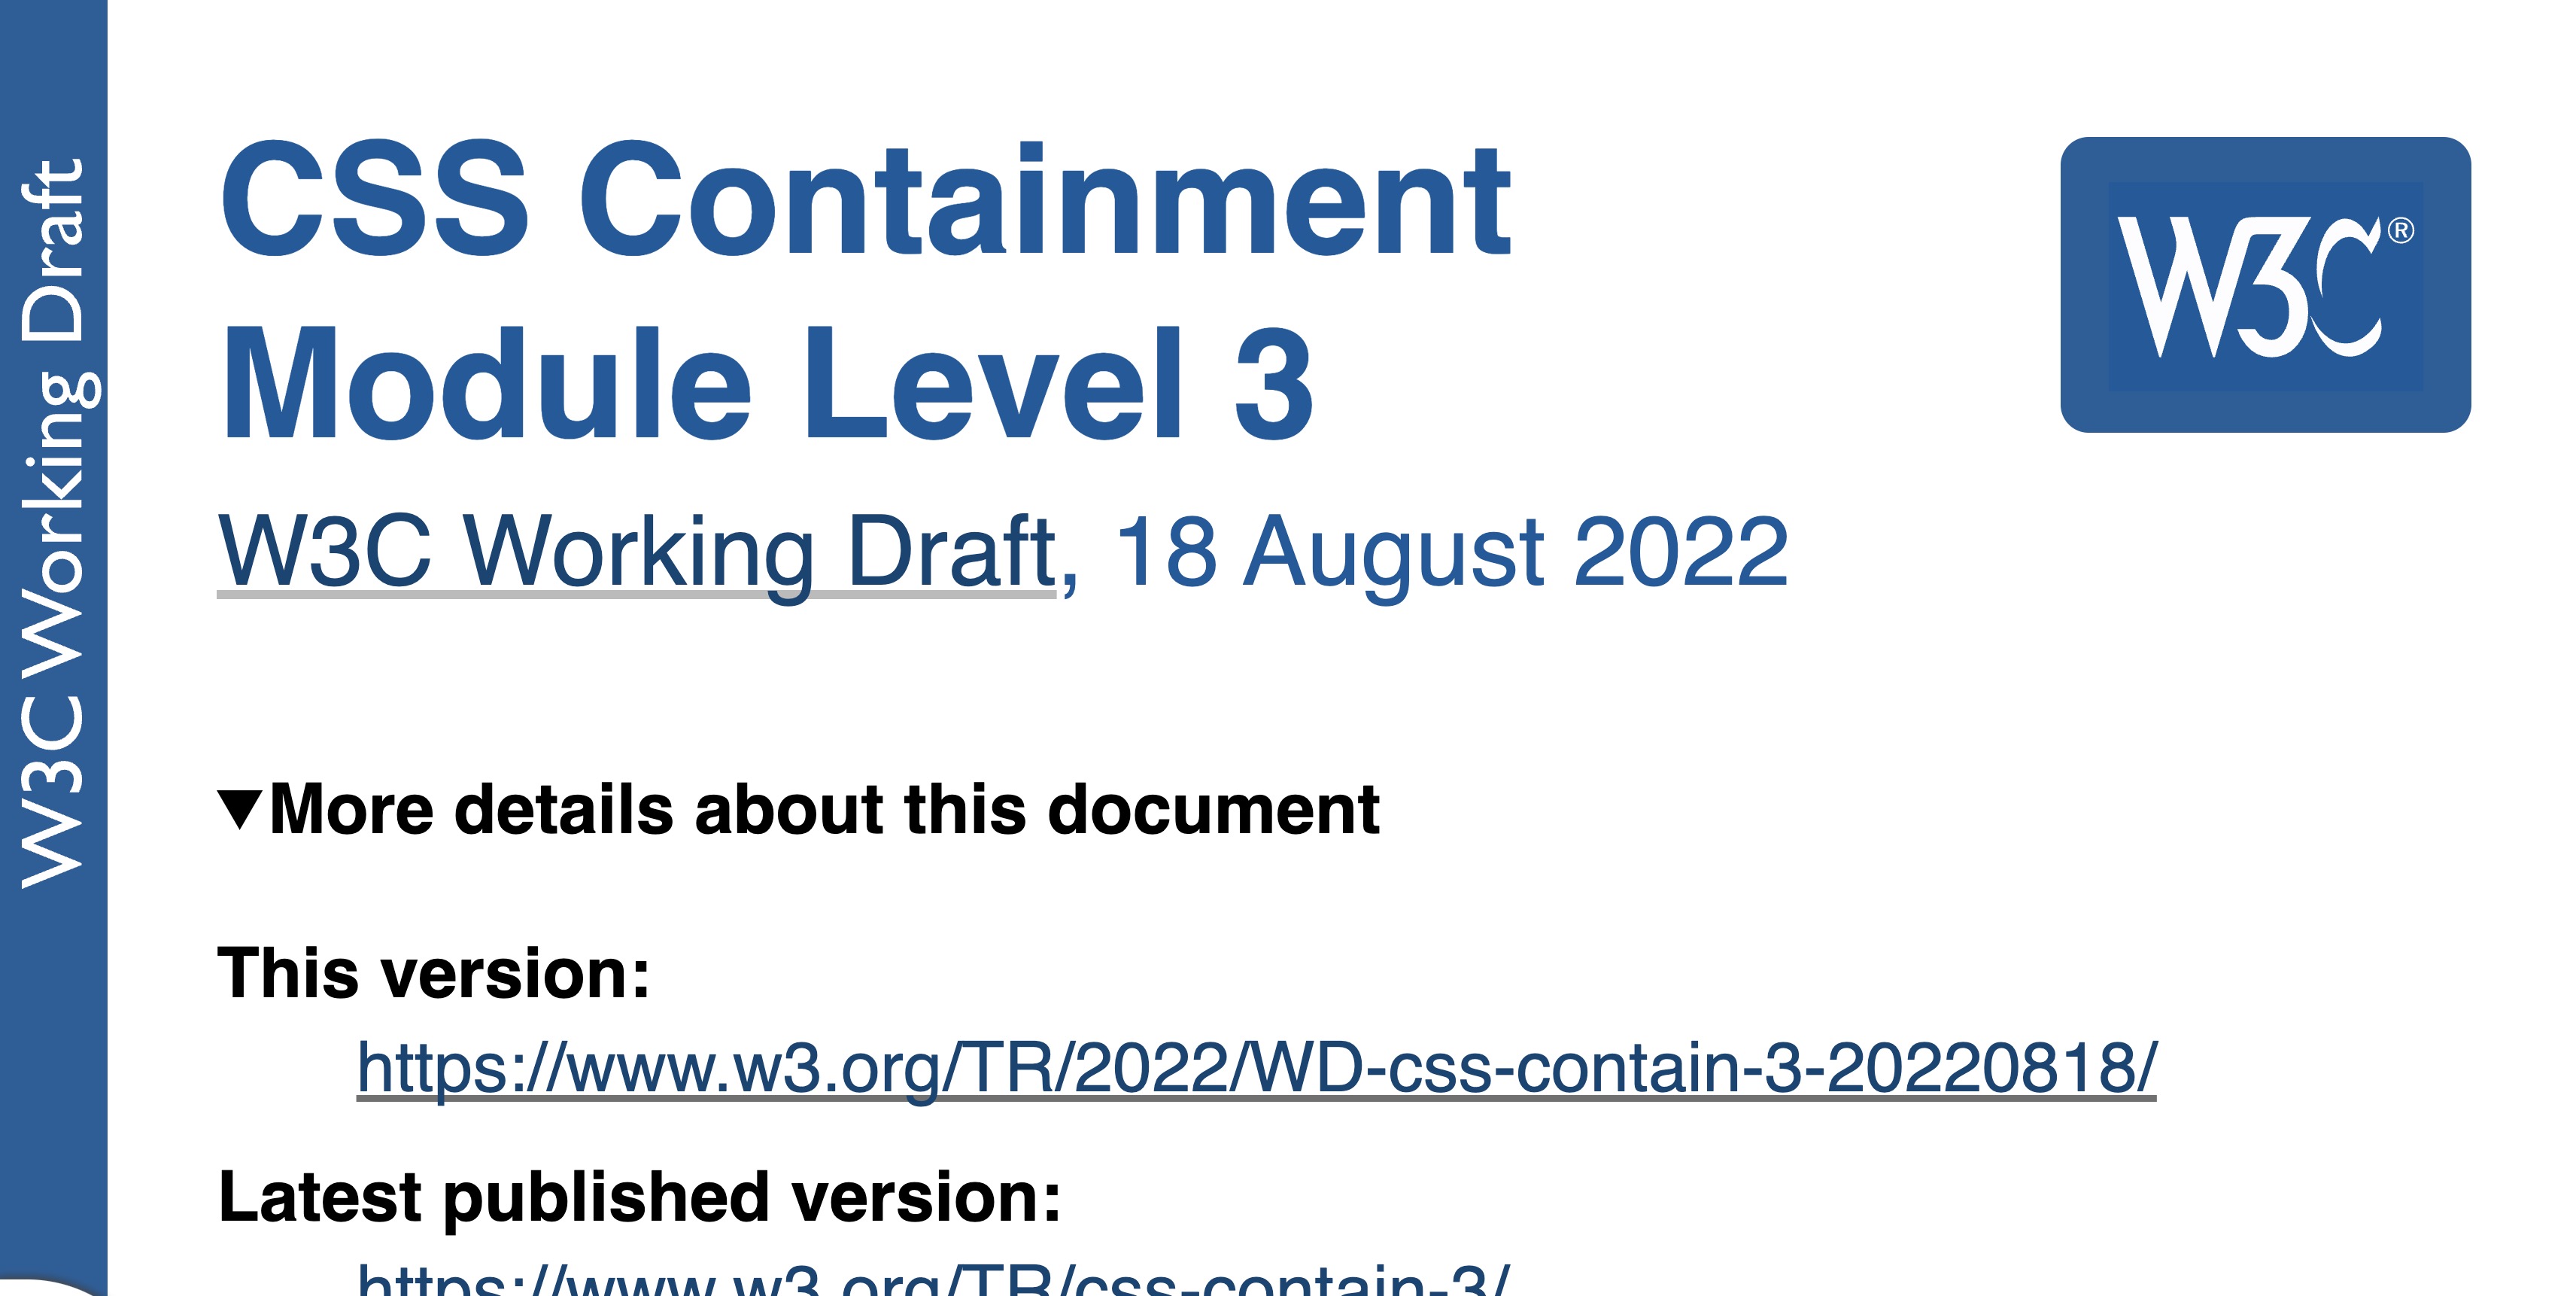 W3C Working Draft
CSS Containment
Module Level 3
W3C®
W3C Working Draft, 18 August 2022
▼More details about this document
This version:
https://www.w3.org/TR/2022/WD-css-contain-3-20220818/
Latest published version:
https://www.w3.org/TR/css-contain-3/